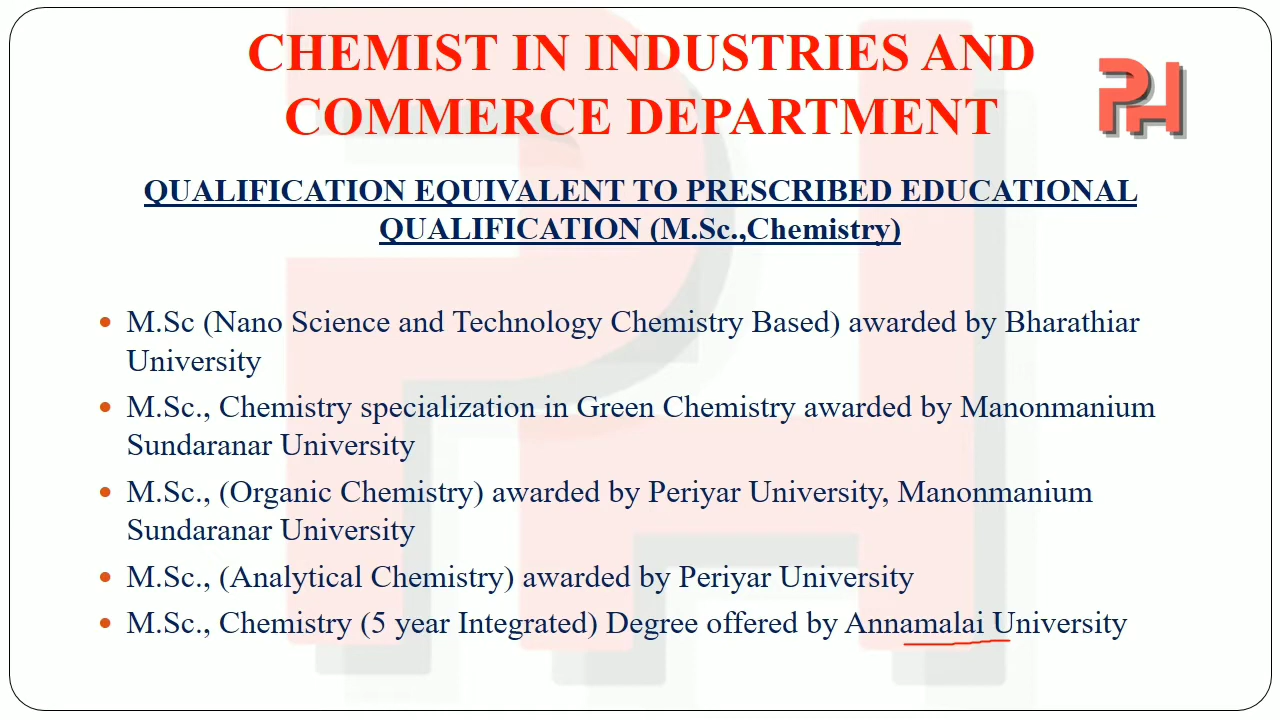 CHEMIST IN INDUSTRIES AND
COMMERCE DEPARTMENT
PH
QUALIFICATION EQUIVALENT TO PRESCRIBED EDUCATIONAL
QUALIFICATION (M.Sc.,Chemistry)
• M.Sc (Nano Science and Technology Chemistry Based) awarded by Bharathiar
University
• M.Sc., Chemistry specialization in Green Chemistry awarded by Manonmanium
Sundaranar University
• M.Sc., (Organic Chemistry) awarded by Periyar University, Manonmanium
Sundaranar University
• M.Sc., (Analytical Chemistry) awarded by Periyar University
• M.Sc., Chemistry (5 year Integrated) Degree offered by Annamalai University